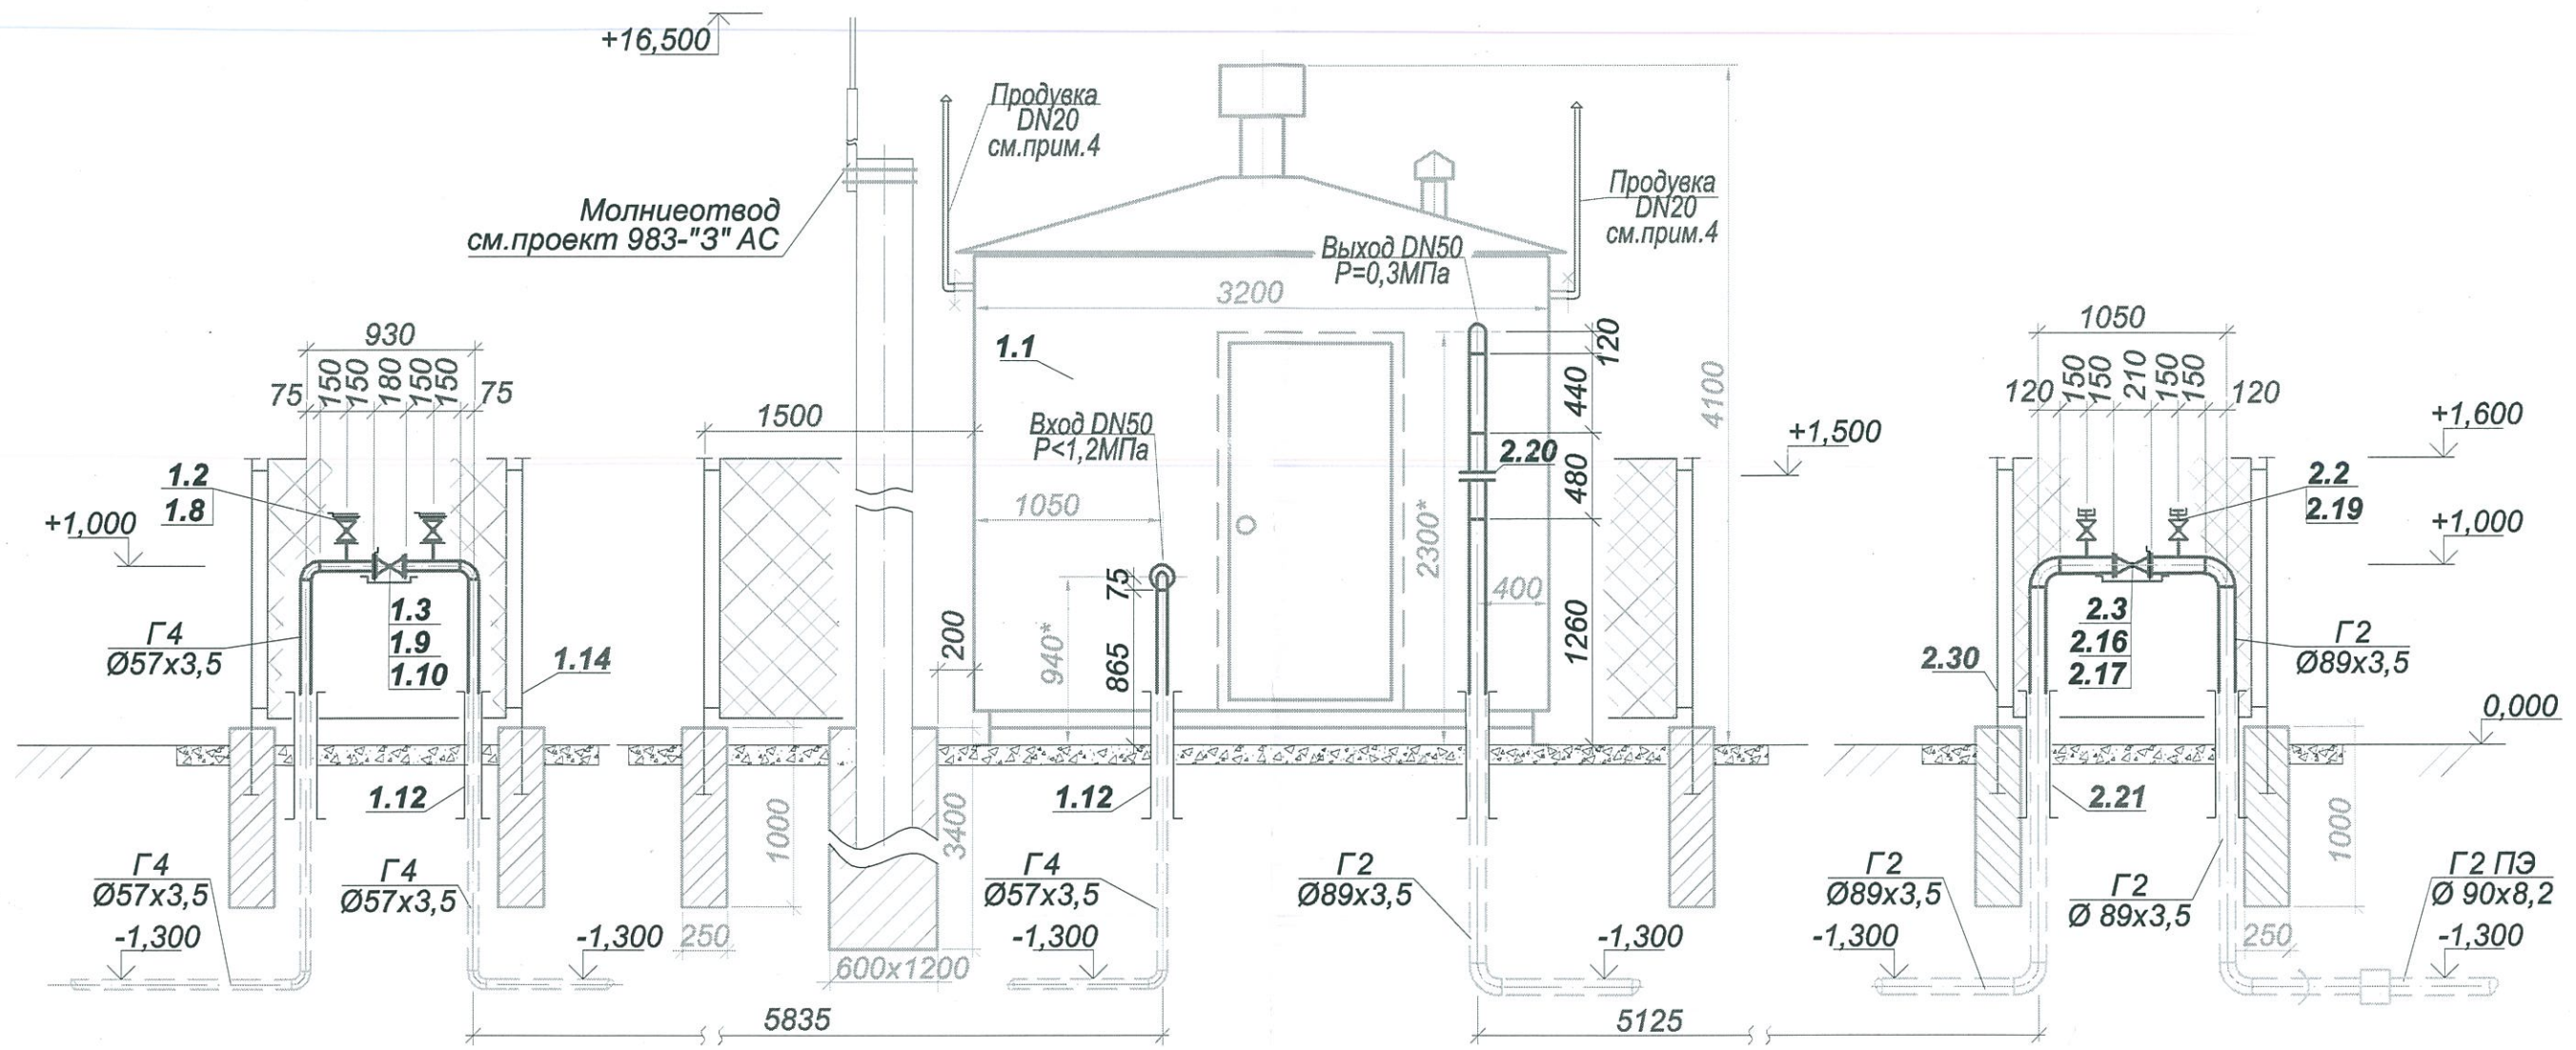 +16,500
Продувка
DN20
см.прим.4
Молниеотвод
см.проект 983-"З" АС
Продувка
DN20
см.прим.4
Выход DN50
P=0,3МПа
3200
4100
930
75
150
150
180
150
150
75
1.2
1.8
+1,000
1.3
1.9
1.10
Г4
Ø57х3,5
1.14
1.12
Г4
Ø57х3,5
-1,300
Г4
Ø57х3,5
-1,300
1500
1.1
Вход DN50
P<1,2МПа
1050
75
940*
865
200
1000
250
3400
600х1200
1.12
Г4
Ø57х3,5
-1,300
5835
120
440
480
2.20
2300*
400
1260
+1,500
Г2
Ø89х3,5
-1,300
5125
1050
120
150
150
210
150
150
120
+1,600
2.2
2.19
+1,000
2.3
2.16
2.17
2.30
Г2
Ø89х3,5
0,000
2.21
1000
Г2
Ø89х3,5
-1,300
Г2
Ø 89х3,5
250
Г2 ПЭ
Ø 90х8,2
-1,300